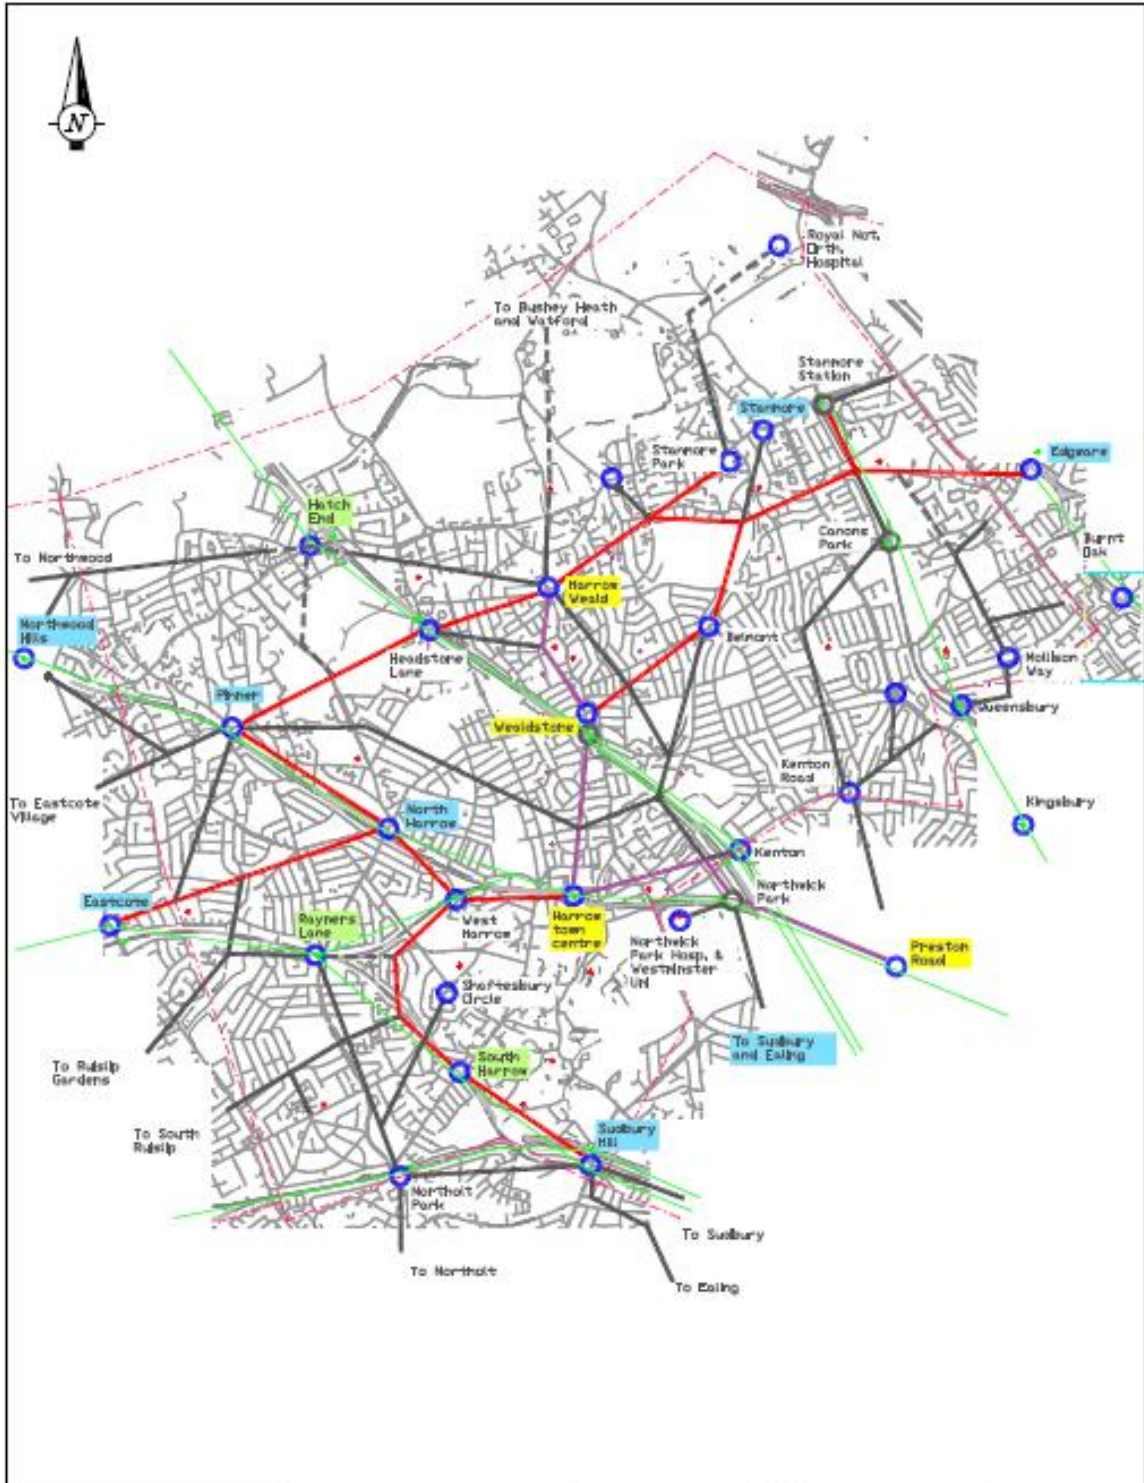 N
Royal Nat.
Orth.
Hospital
To Bushey Heath
and Watford
Stanmore
Station
Stanmore
Stanmore
Park
Edgware
Hatch
End
Canons
Park
Burnt
Oak
To Northwood
Harrow
Weald
Northwood
Hills
Headstone
Lane
Belmont
Mollison
Way
Pinner
Wealdstone
Queensbury
Kenton
Road
To Eastcote
Village
North
Harrow
Kingsbury
Kenton
Eastcote
Rayners
Lane
West
Harrow
Harrow
town
centre
Northwick
Park
Northwick
Park Hosp. &
Westminster
Uni
Preston
Road
Shaftesbury
Circle
To Sudbury
and Ealing
To Ruislip
Gardens
South
Harrow
To South
Ruislip
Sudbury
Hill
Northolt
Park
To Sudbury
To Northolt
To Ealing